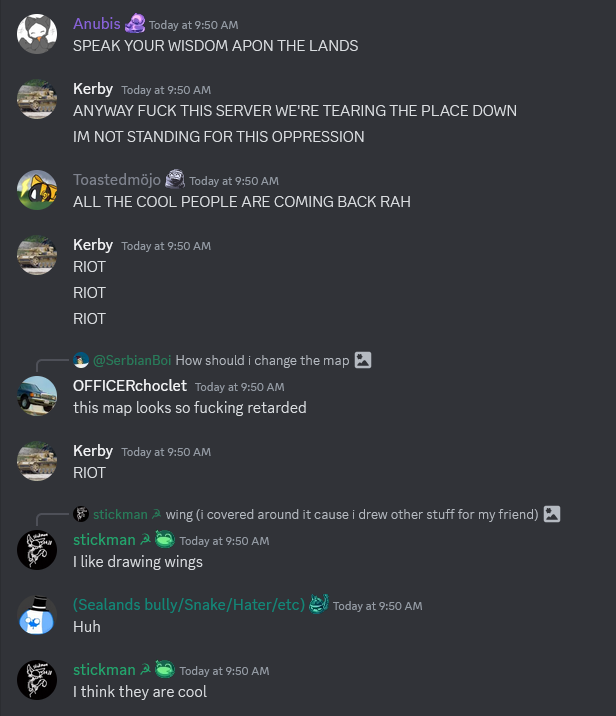 Anubis Today at 9:50 AM
SPEAK YOUR WISDOM APON THE LANDS
Kerby Today at 9:50 AM
ANYWAY FUCK THIS SERVER WE'RE TEARING THE PLACE DOWN
IM NOT STANDING FOR THIS OPPRESSION
Toastedmöjo Today at 9:50 AM
ALL THE COOL PEOPLE ARE COMING BACK RAH
Kerby Today at 9:50 AM
RIOT
RIOT
RIOT
@SerbianBoi How should i change the map
OFFICERchoclet Today at 9:50 AM
this map looks so fucking retarded
Kerby Today at 9:50 AM
RIOT
stickman ☭ wing (i covered around it cause i drew other stuff for my friend)
stickman ☭ Today at 9:50 AM
I like drawing wings
(Sealands bully/Snake/Hater/etc) Today at 9:50 AM
Huh
stickman ☭ Today at 9:50 AM
I think they are cool